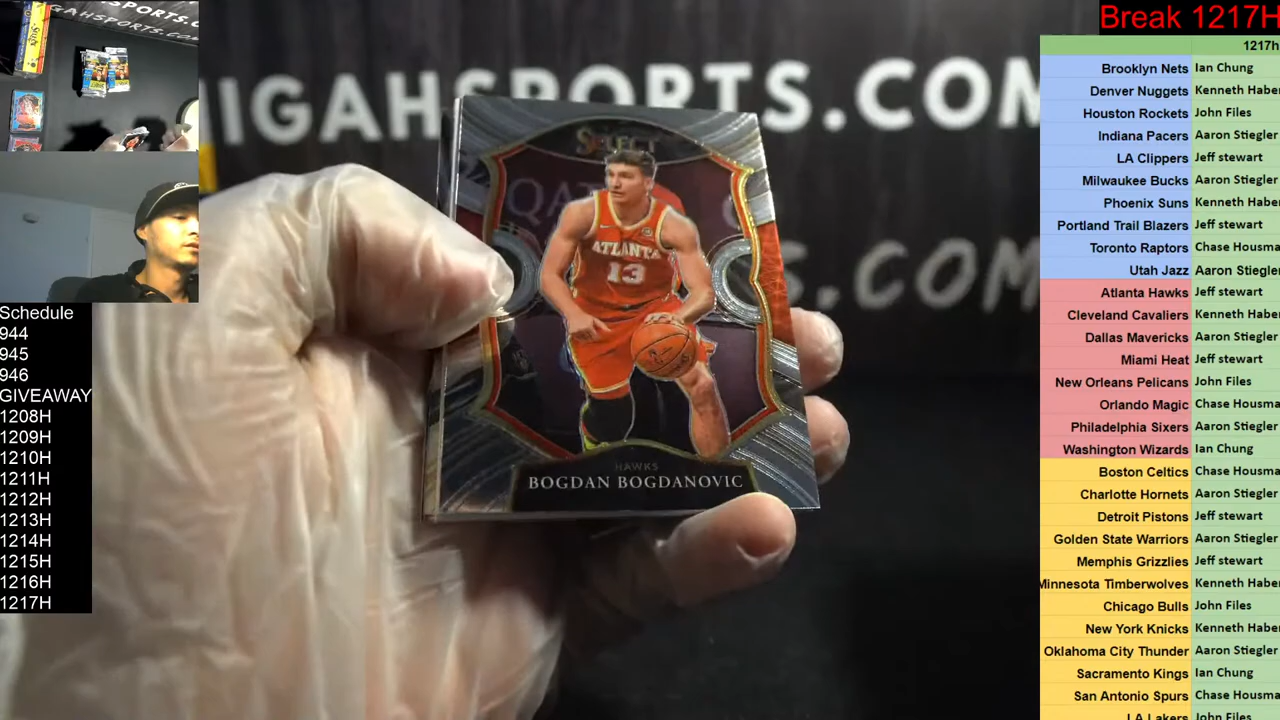 IGAHSPORTS.COM
S.COM
SELECT
QA
ATLANTA
13
HAWKS
BOGDAN BOGDANOVIC
Schedule
944
945
946
GIVEAWAY
1208H
1209H
1210H
1211H
1212H
1213H
1214H
1215H
1216H
1217H
Break 1217H
1217h
Brooklyn Nets Ian Chung
Denver Nuggets Kenneth Haber
Houston Rockets John Files
Indiana Pacers Aaron Stiegler
LA Clippers Jeff stewart
Milwaukee Bucks Aaron Stiegler
Phoenix Suns Kenneth Haber
Portland Trail Blazers Jeff stewart
Toronto Raptors Chase Housma
Utah Jazz Aaron Stiegler
Atlanta Hawks Jeff stewart
Cleveland Cavaliers Kenneth Haber
Dallas Mavericks Aaron Stiegler
Miami Heat Jeff stewart
New Orleans Pelicans John Files
Orlando Magic Chase Housma
Philadelphia Sixers Aaron Stiegler
Washington Wizards Ian Chung
Boston Celtics Chase Housma
Charlotte Hornets Aaron Stiegler
Detroit Pistons Jeff stewart
Golden State Warriors Aaron Stiegler
Memphis Grizzlies Jeff stewart
Minnesota Timberwolves Kenneth Haber
Chicago Bulls John Files
New York Knicks Kenneth Haber
Oklahoma City Thunder Aaron Stiegler
Sacramento Kings Ian Chung
San Antonio Spurs Chase Housma
LA Lakers John Files